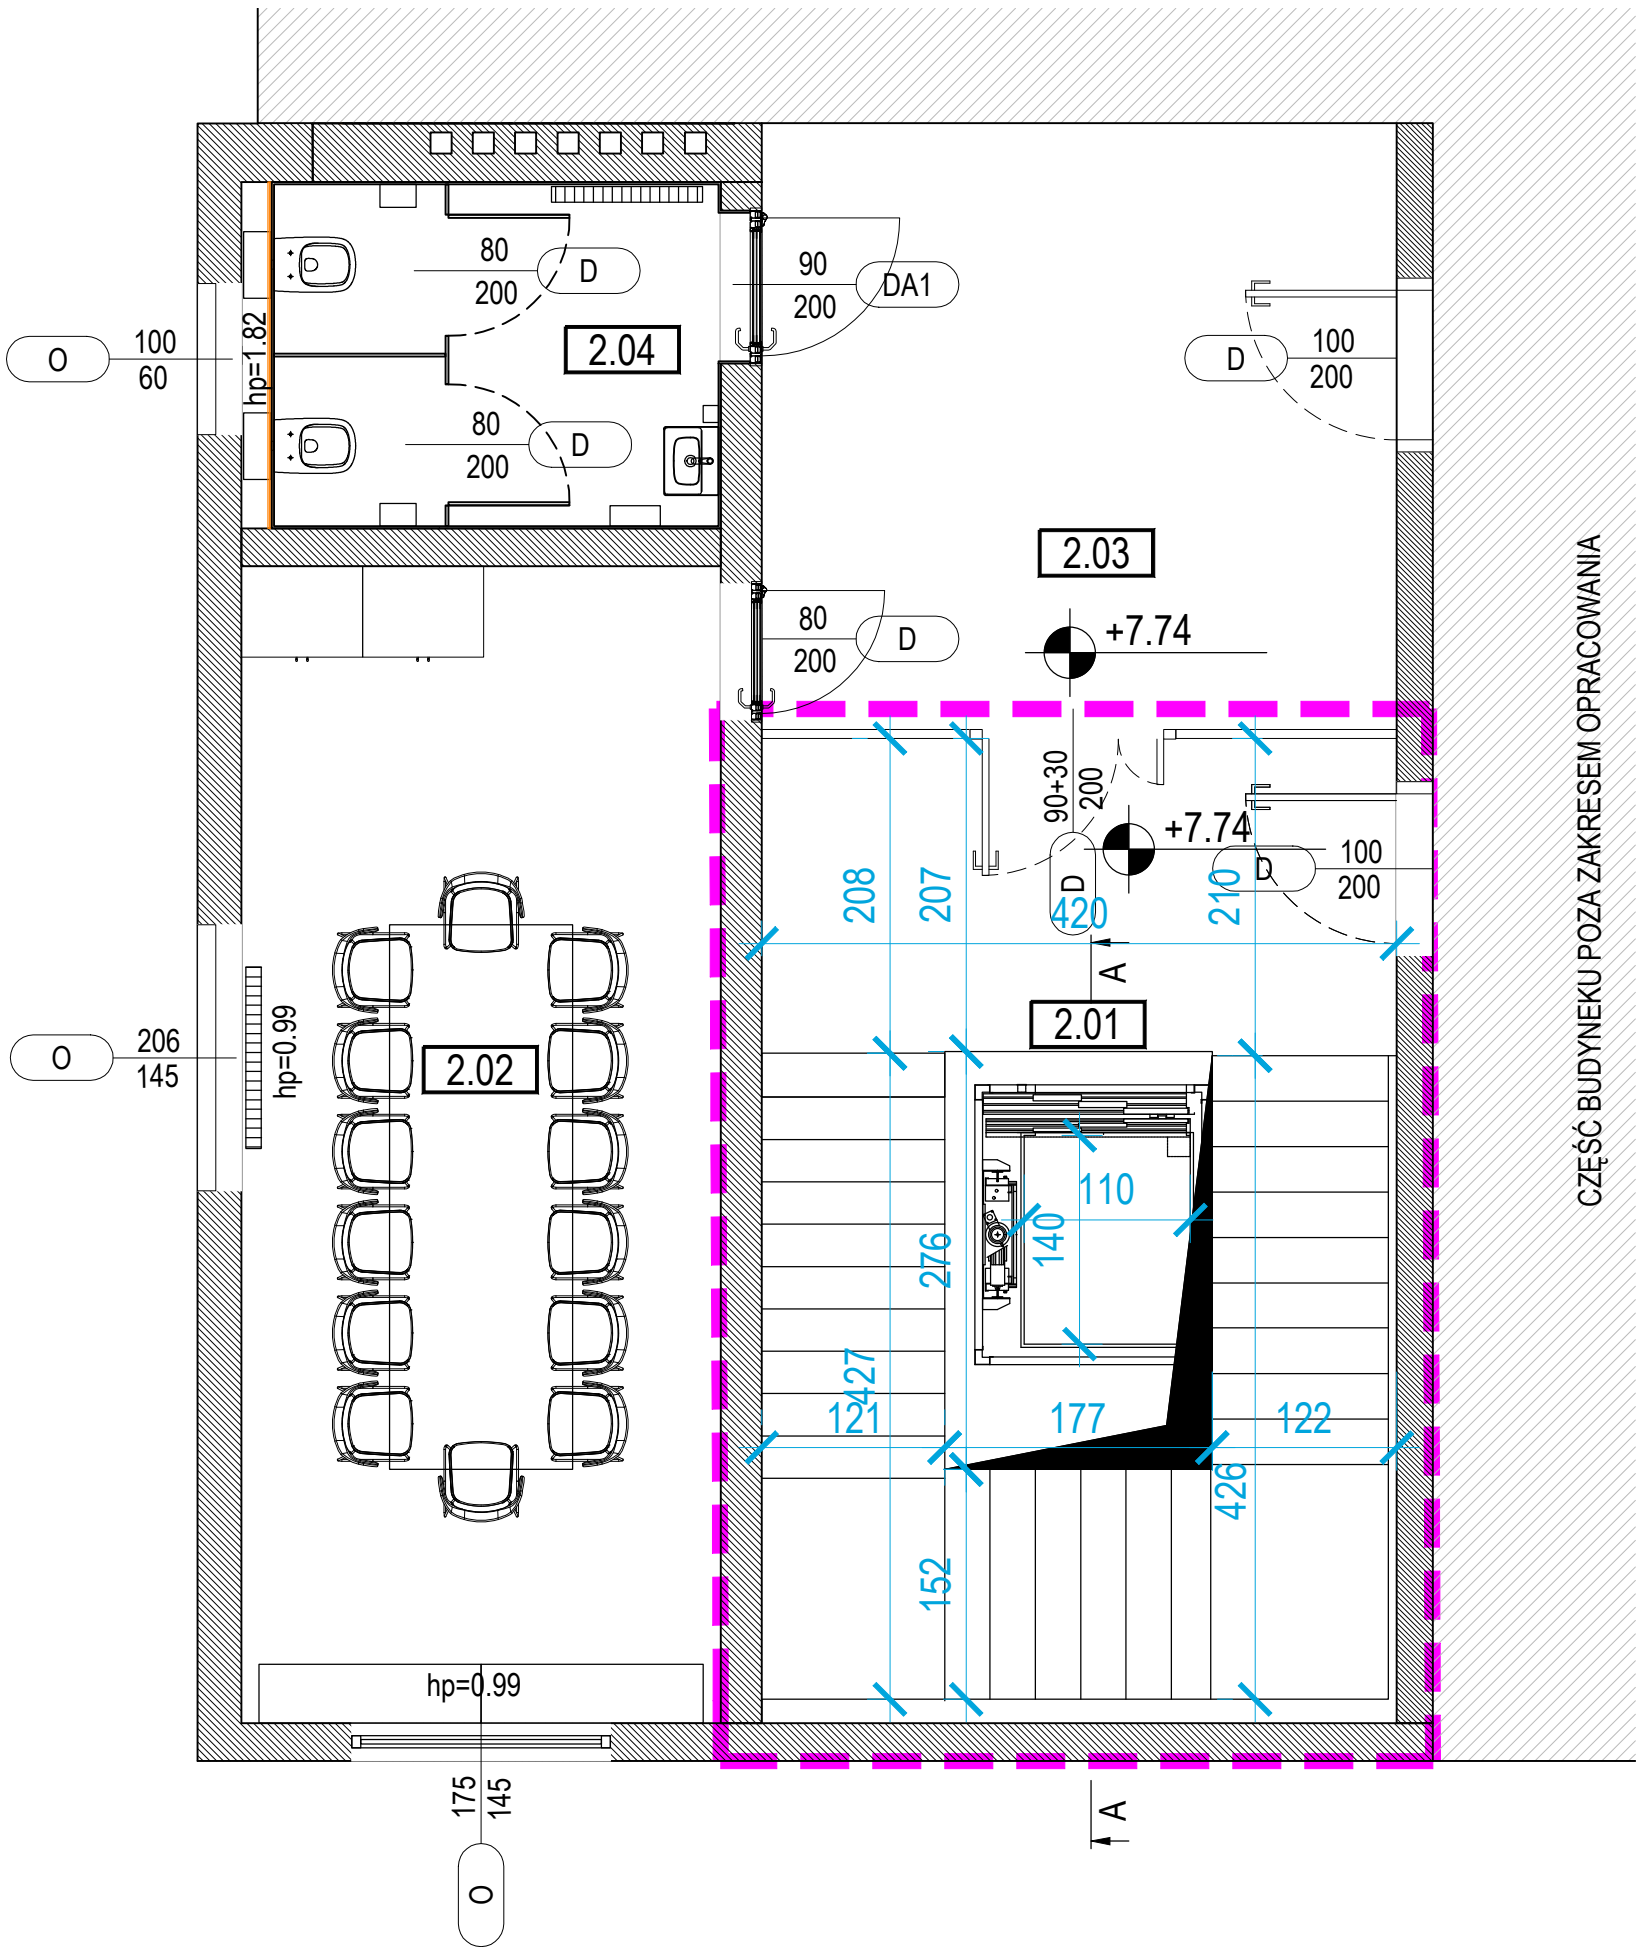 80
200
D
90
200
DA1
2.04
O
100
60
hp=1.82
D
100
200
80
200
D
2.03
80
200
D
+7.74
CZĘŚĆ BUDYNEKU POZA ZAKRESEM OPRACOWANIA
90+30
200
D
+7.74
D
100
200
208
207
420
210
A
2.01
O
206
145
hp=0.99
2.02
110
140
276
427
121
177
122
426
152
hp=0.99
175
145
O
A